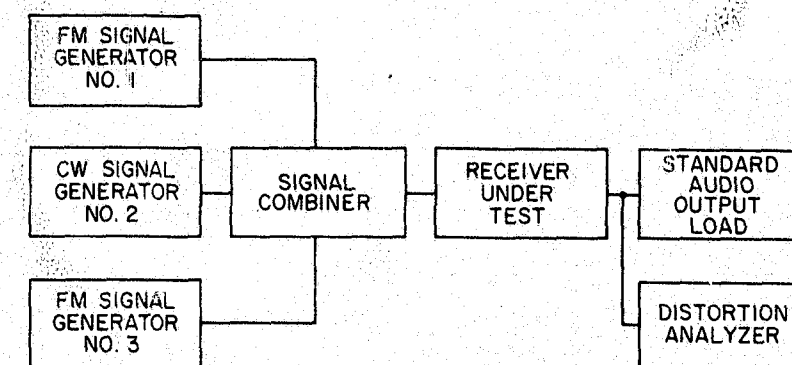 FM SIGNAL
GENERATOR
NO. 1
CW SIGNAL
GENERATOR
NO. 2
FM SIGNAL
GENERATOR
NO. 3
SIGNAL
COMBINER
RECEIVER
UNDER
TEST
STANDARD
AUDIO
OUTPUT
LOAD
DISTORTION
ANALYZER